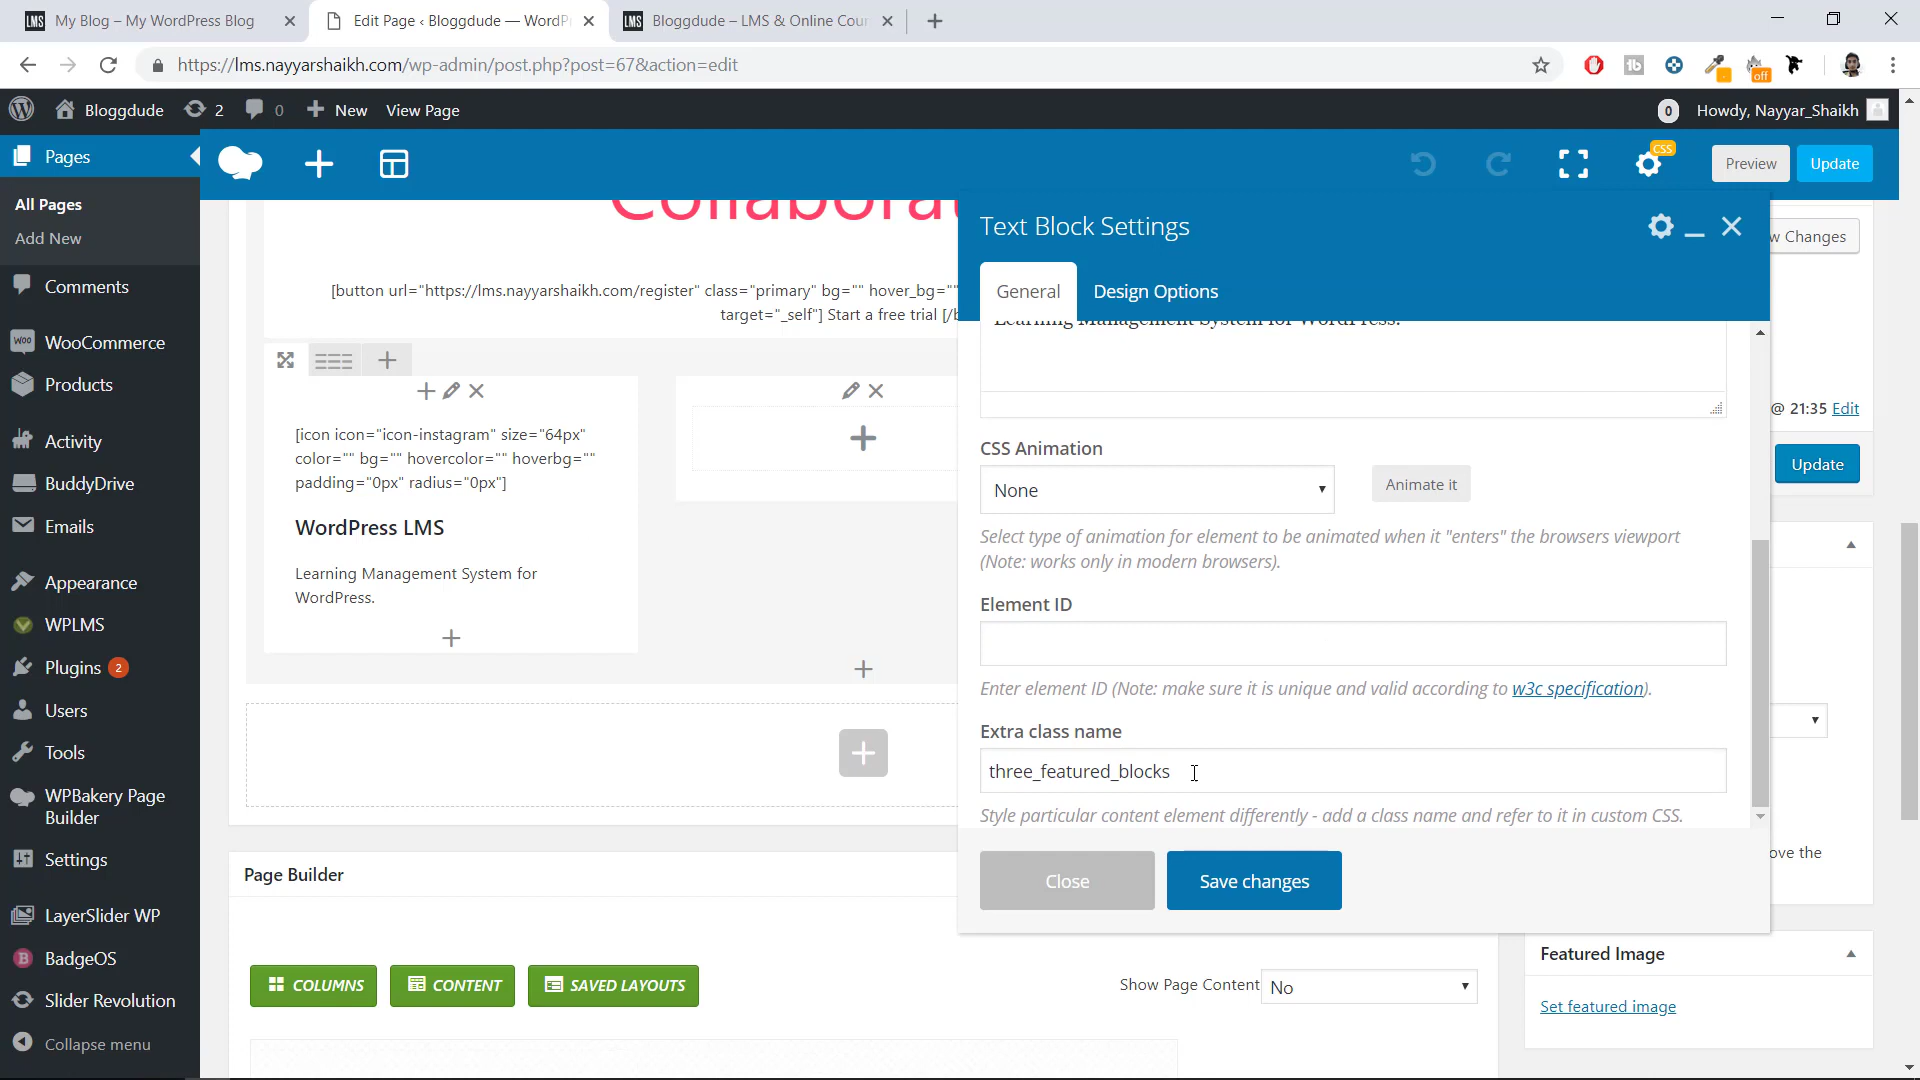 LMS My Blog – My WordPress Blog
Edit Page ‹ Bloggdude — WordP
LMS Bloggdude – LMS & Online Cour
https://lms.nayyarshaikh.com/wp-admin/post.php?post=67&action=edit
off
Bloggdude 2 0 New View Page
0 Howdy, Nayyar_Shaikh
Pages
All Pages
Add New
Comments
WooCommerce
Products
Activity
BuddyDrive
Emails
Appearance
WPLMS
Plugins 2
Users
Tools
WPBakery Page
Builder
Settings
LayerSlider WP
BadgeOS
Slider Revolution
Collapse menu
CSS
Preview
Update
[button url="https://lms.nayyarshaikh.com/register" class="primary" bg="" hover_bg=""
target="_self"] Start a free trial [/b
[icon icon="icon-instagram" size="64px"
color="" bg="" hovercolor="" hoverbg=""
padding="0px" radius="0px"]
WordPress LMS
Learning Management System for
WordPress.
Text Block Settings
General
Design Options
Learning Management System for WordPress.
CSS Animation
None
Animate it
Select type of animation for element to be animated when it "enters" the browsers viewport
(Note: works only in modern browsers).
Element ID
Enter element ID (Note: make sure it is unique and valid according to w3c specification).
Extra class name
three_featured_blocks
Style particular content element differently - add a class name and refer to it in custom CSS.
Close
Save changes
w Changes
@ 21:35 Edit
Update
ove the
Page Builder
COLUMNS
CONTENT
SAVED LAYOUTS
Show Page Content
No
Featured Image
Set featured image